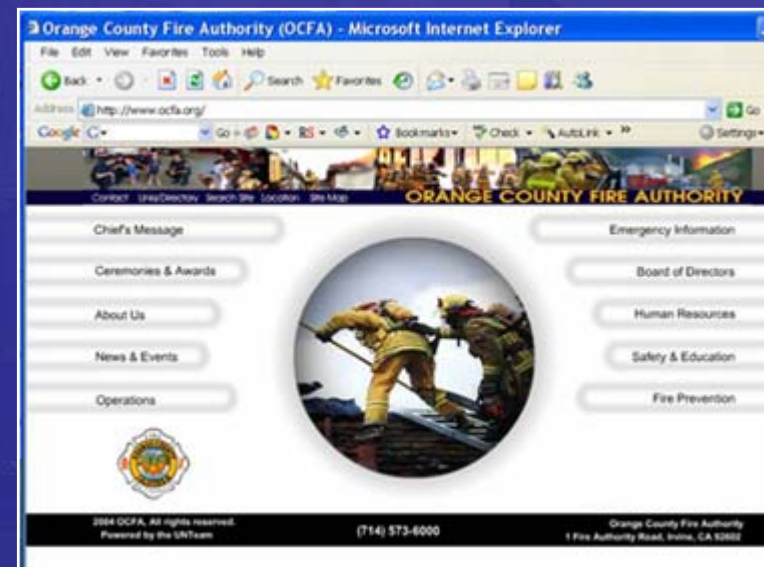 Orange County Fire Authority (OCFA) - Microsoft Internet Explorer
File Edit View Favorites Tools Help
Back Search Favorites
Address http://www.ocfa.org/ Go
Google G Go RS Bookmarks Check AutoLink » Settings
Contact Links/Directory Search Site Location Site Map ORANGE COUNTY FIRE AUTHORITY
Chief's Message Emergency Information
Ceremonies & Awards Board of Directors
About Us Human Resources
News & Events Safety & Education
Operations Fire Prevention
2004 OCFA, All rights reserved. Orange County Fire Authority
(714) 573-6000
Powered by the UNTeam 1 Fire Authority Road, Irvine, CA 92602